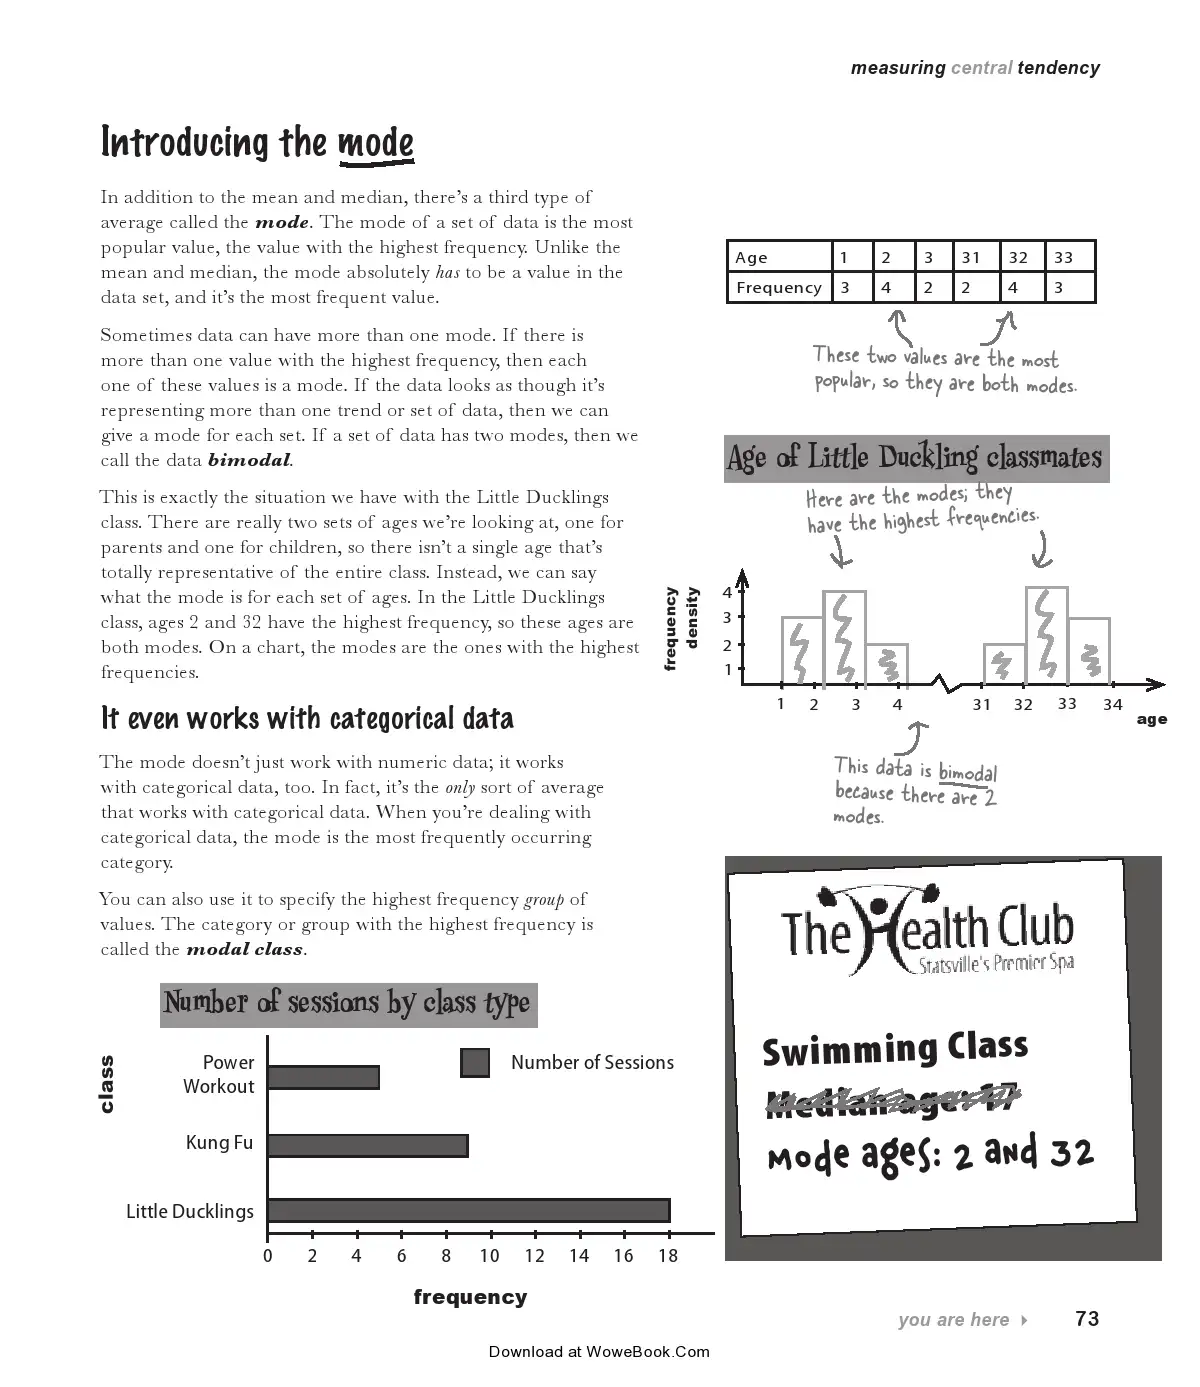 measuring central tendency
Introducing the mode
In addition to the mean and median, there's a third type of
average called the mode. The mode of a set of data is the most
popular value, the value with the highest frequency. Unlike the
mean and median, the mode absolutely has to be a value in the
data set, and it's the most frequent value.
Sometimes data can have more than one mode. If there is
more than one value with the highest frequency, then each
one of these values is a mode. If the data looks as though it's
representing more than one trend or set of data, then we can
give a mode for each set. If a set of data has two modes, then we
call the data bimodal.
This is exactly the situation we have with the Little Ducklings
class. There are really two sets of ages we're looking at, one for
parents and one for children, so there isn't a single age that's
totally representative of the entire class. Instead, we can say
what the mode is for each set of ages. In the Little Ducklings
class, ages 2 and 32 have the highest frequency, so these ages are
both modes. On a chart, the modes are the ones with the highest
frequencies.
It even works with categorical data
The mode doesn't just work with numeric data; it works
with categorical data, too. In fact, it's the only sort of average
that works with categorical data. When you're dealing with
categorical data, the mode is the most frequently occurring
category.
You can also use it to specify the highest frequency group of
values. The category or group with the highest frequency is
called the modal class.
Number of sessions by class type
class
Power
Workout
Number of Sessions
Kung Fu
Little Ducklings
0 2 4 6 8 10 12 14 16 18
frequency
Age 1 2 3 31 32 33
Frequency 3 4 2 2 4 3
These two values are the most
popular, so they are both modes.
Age of Little Duckling classmates
Here are the modes; they
have the highest frequencies.
frequency
density
4
3
2
1
1 2 3 4 31 32 33 34
age
This data is bimodal
because there are 2
modes.
The Health Club
Statsville's Premier Spa
Swimming Class
Median age: 17
Mode ages: 2 and 32
you are here
73
Download at WoweBook.Com